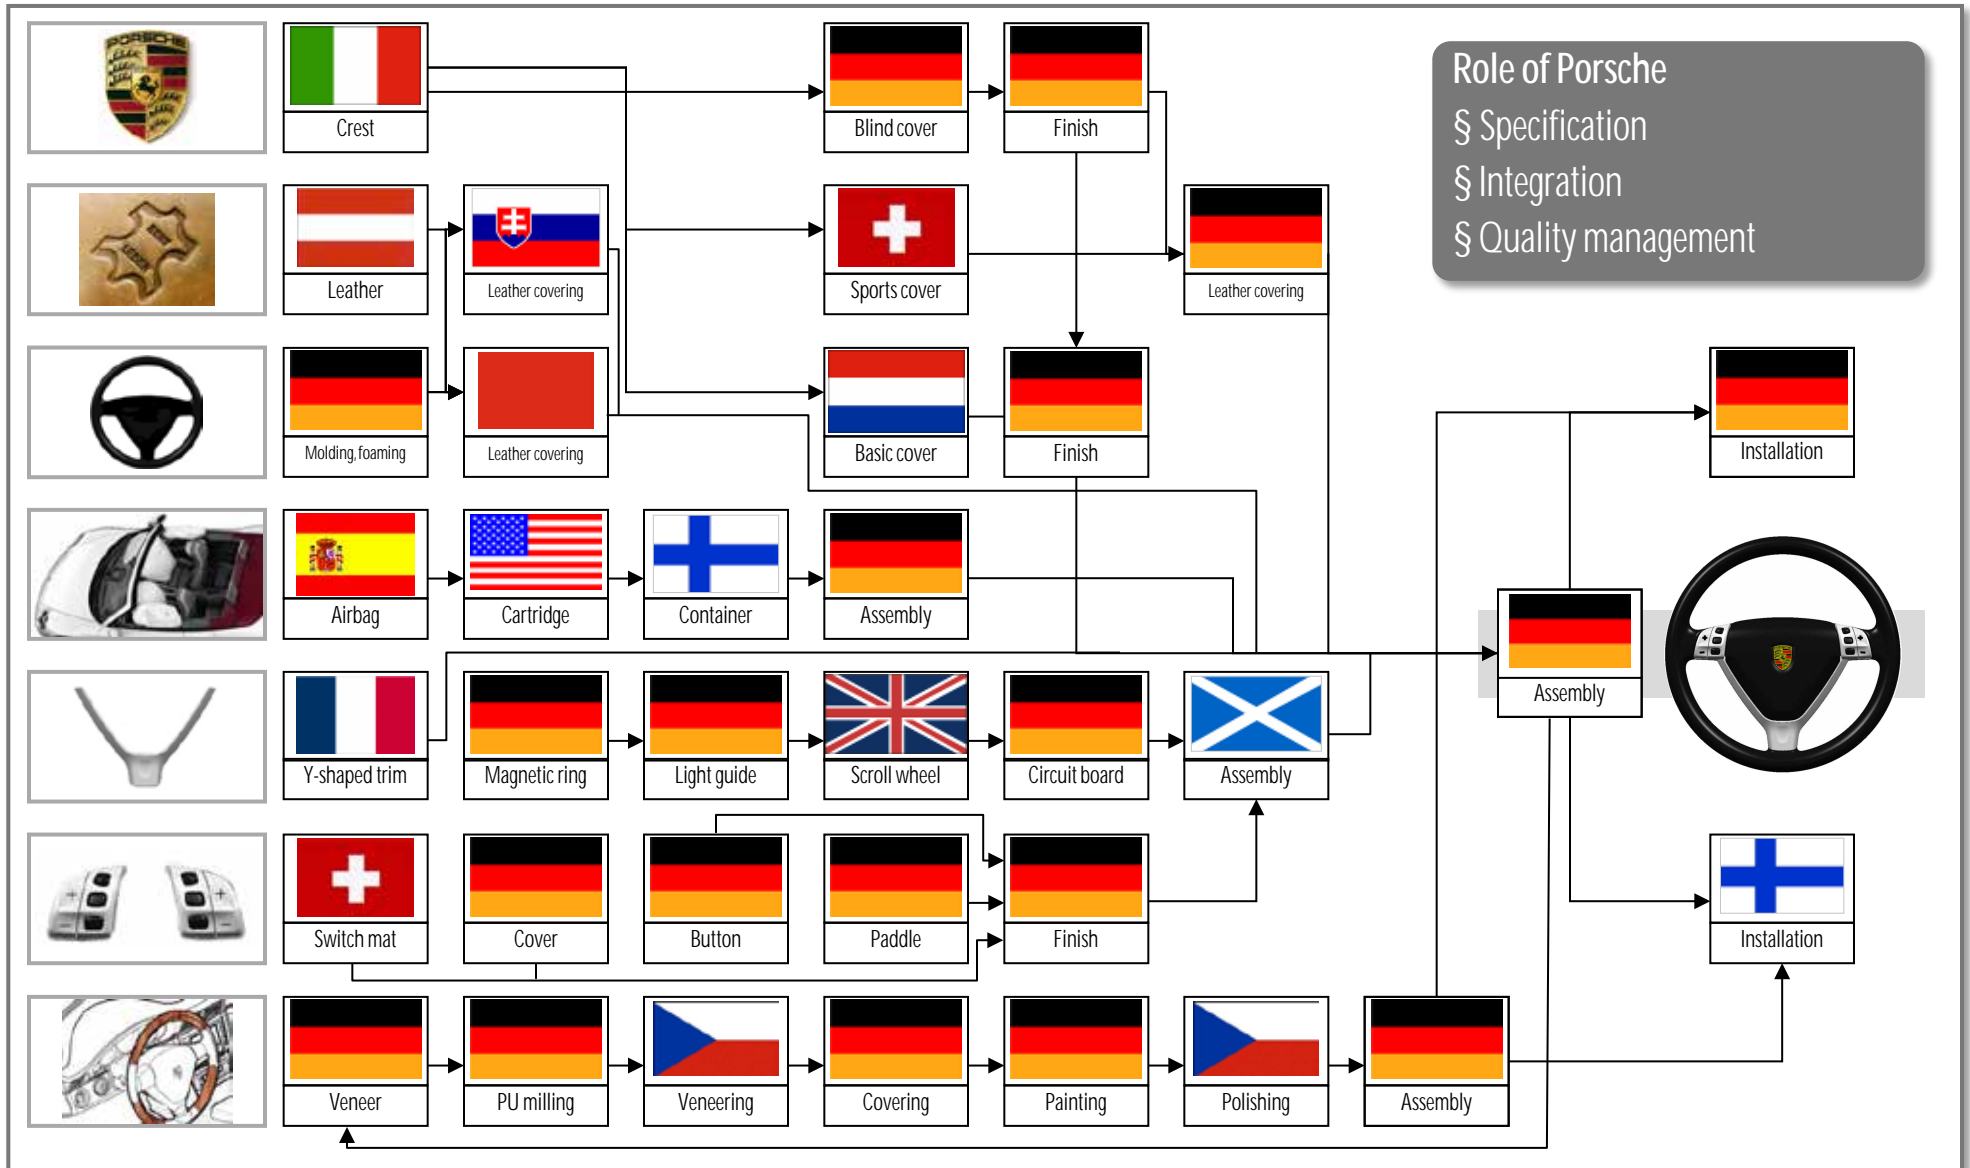 PORSCHE
Crest
Blind cover
Finish
Role of Porsche
§ Specification
§ Integration
§ Quality management
Leather
Leather covering
Sports cover
Leather covering
Molding, foaming
Leather covering
Basic cover
Finish
Installation
Airbag
Cartridge
Container
Assembly
Assembly
Y-shaped trim
Magnetic ring
Light guide
Scroll wheel
Circuit board
Assembly
Switch mat
Cover
Button
Paddle
Finish
Installation
Veneer
PU milling
Veneering
Covering
Painting
Polishing
Assembly